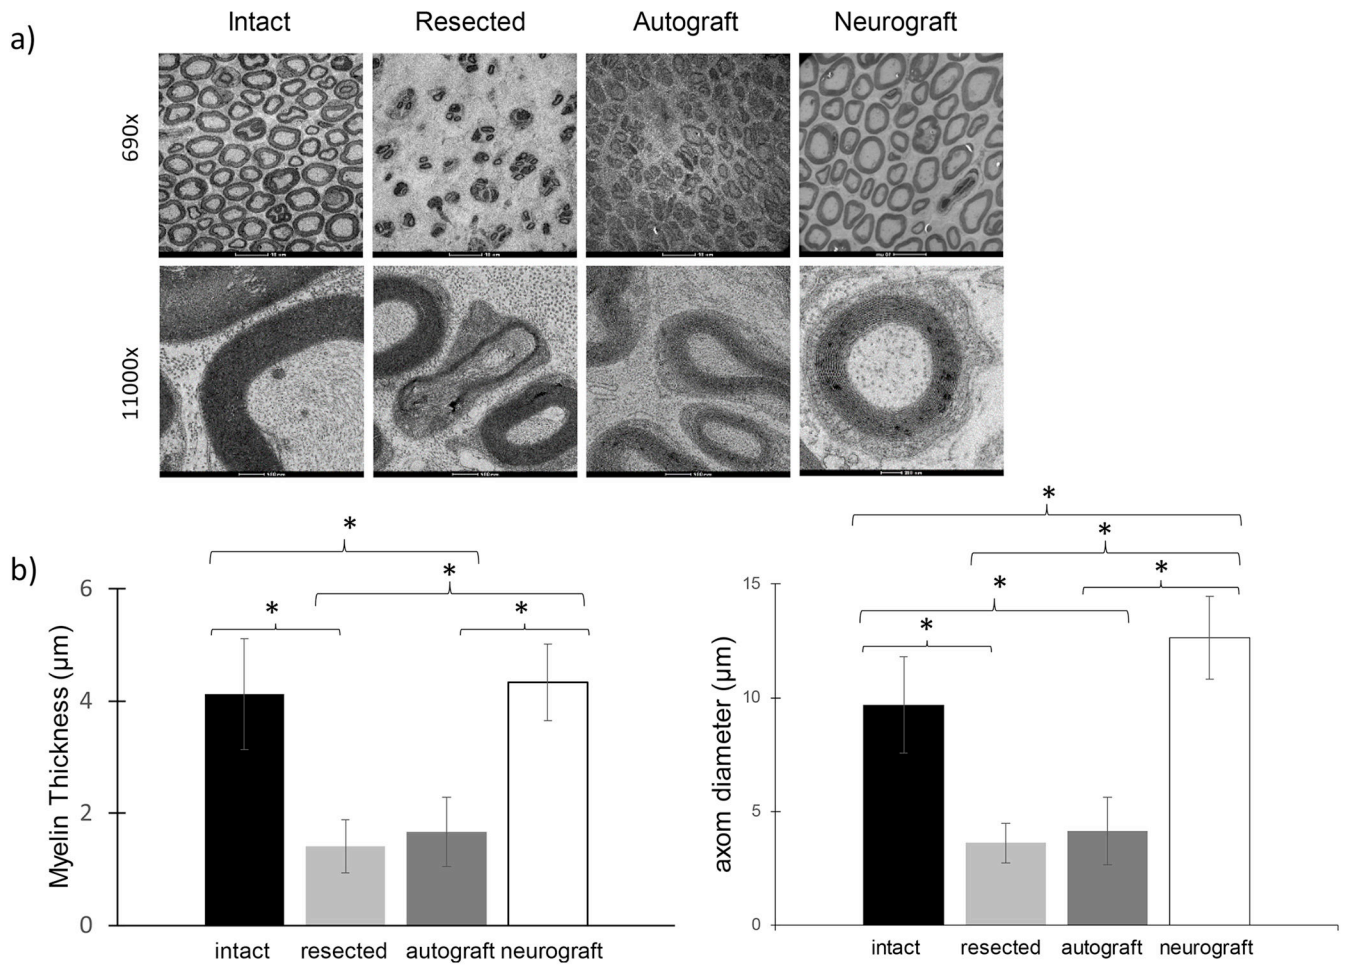 Intact Resected Autograft Neurograft
a)
690x
11000x
b)
* * * *
* * * * *
Myelin Thickness (µm)
6
4
2
0
intact resected autograft neurograft
axom diameter (µm)
15
10
5
0
intact resected autograft neurograft